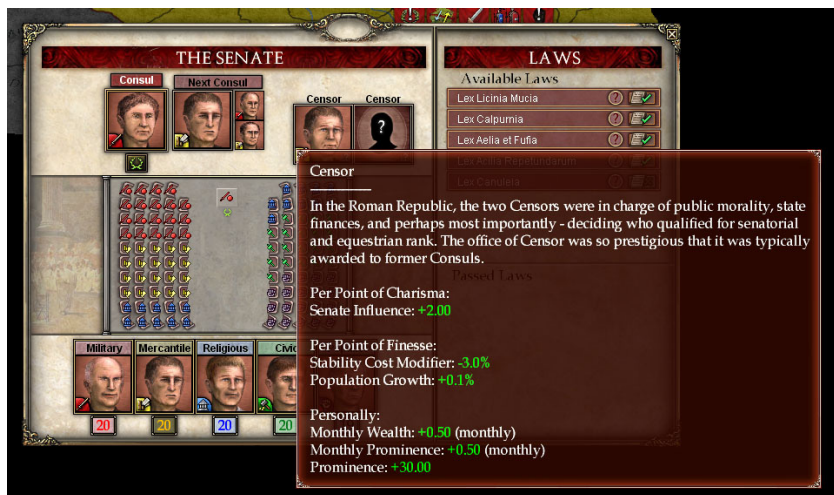 THE SENATE
LAWS
Consul
Next Consul
Censor
Censor
Available Laws
Lex Licinia Mucia
Lex Calpurnia
Lex Aelia et Fufia
Lex Acilia Repetundarum
Lex Canuleia
Passed Laws
Censor
In the Roman Republic, the two Censors were in charge of public morality, state
finances, and perhaps most importantly - deciding who qualified for senatorial
and equestrian rank. The office of Censor was so prestigious that it was typically
awarded to former Consuls.
Per Point of Charisma:
Senate Influence: +2.00
Per Point of Finesse:
Stability Cost Modifier: -3.0%
Population Growth: +0.1%
Personally:
Monthly Wealth: +0.50 (monthly)
Monthly Prominence: +0.50 (monthly)
Prominence: +30.00
Military
Mercantile
Religious
Civic
20
20
20
20